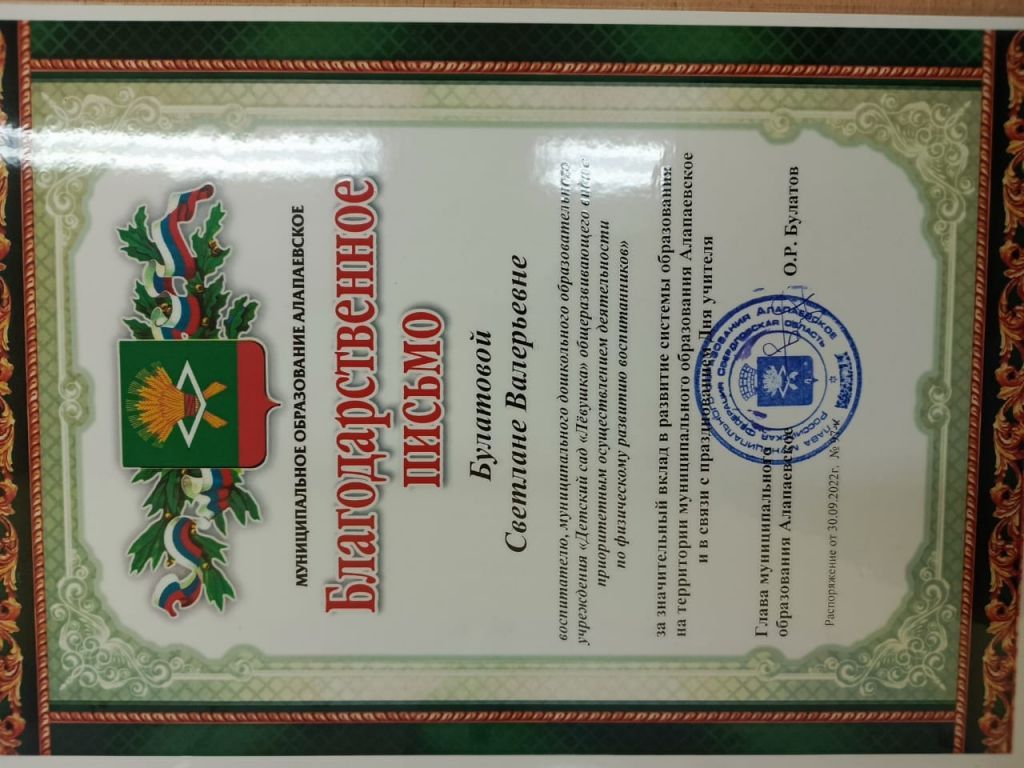 МУНИЦИПАЛЬНОЕ ОБРАЗОВАНИЕ АЛАПАЕВСКОЕ
Благодарственное
письмо
Булатовой
Светлане Валерьевне
воспитателю, муниципального дошкольного образовательного
учреждения «Детский сад «Лёвушка» общеразвивающего вида с
приоритетным осуществлением деятельности
по физическому развитию воспитанников»
за значительный вклад в развитие системы образования
на территории муниципального образования Алапаевское
и в связи с празднованием Дня учителя
Глава муниципального
образования Алапаевское О.Р. Булатов
Распоряжение от 30.09.2022г. №